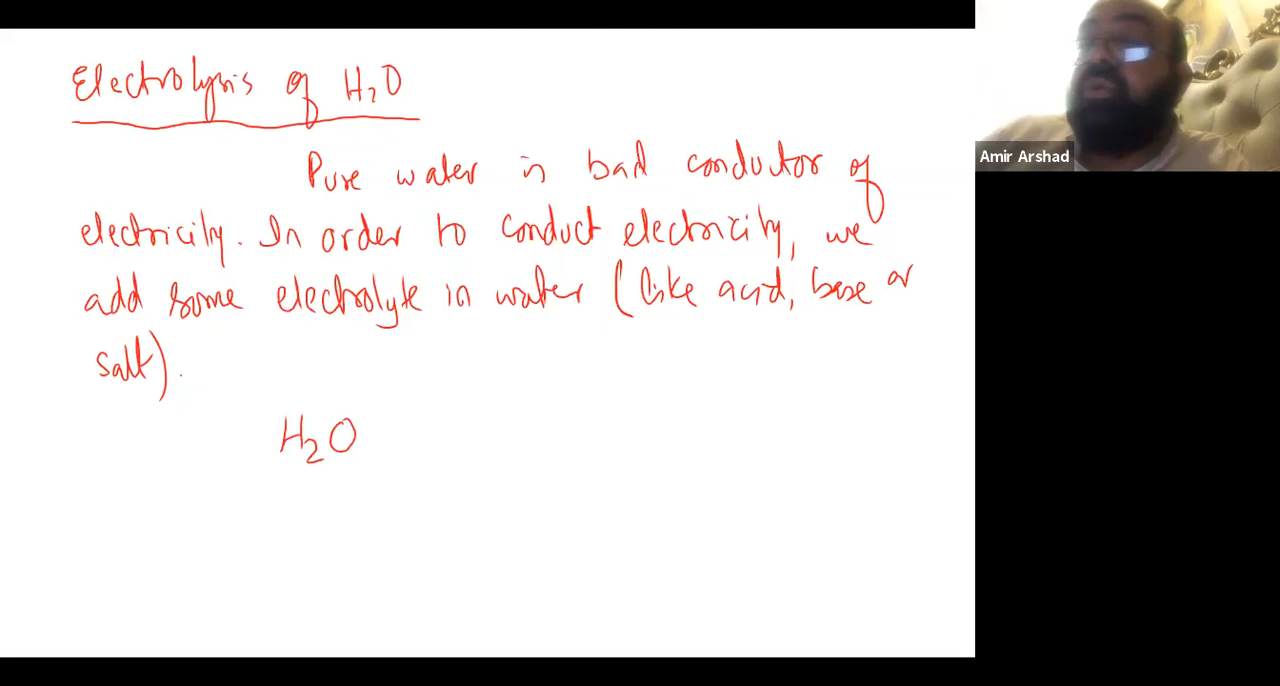 Electrolysis of H₂O
Pure water is bad conductor of
electricity. In order to conduct electricity, we
add some electrolyte in water (like acid, base or
salt).
H₂O
Amir Arshad